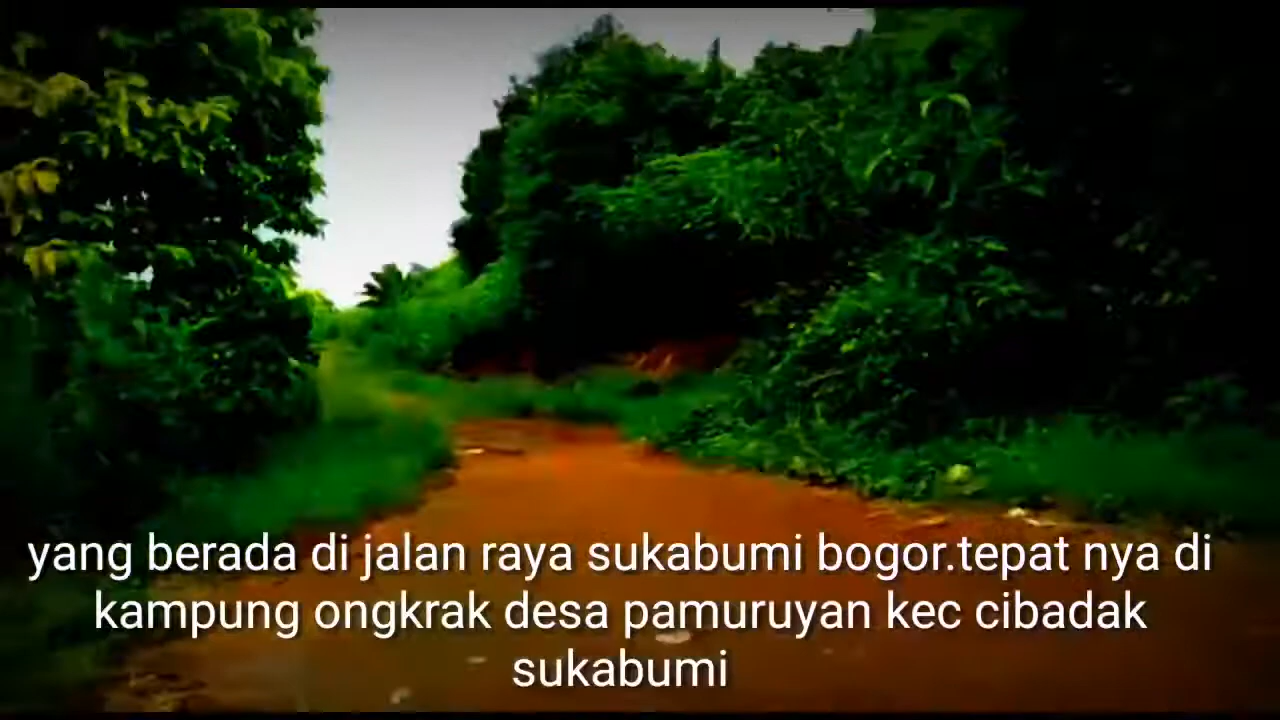 yang berada di jalan raya sukabumi bogor.tepat nya di
kampung ongkrak desa pamuruyan kec cibadak
sukabumi